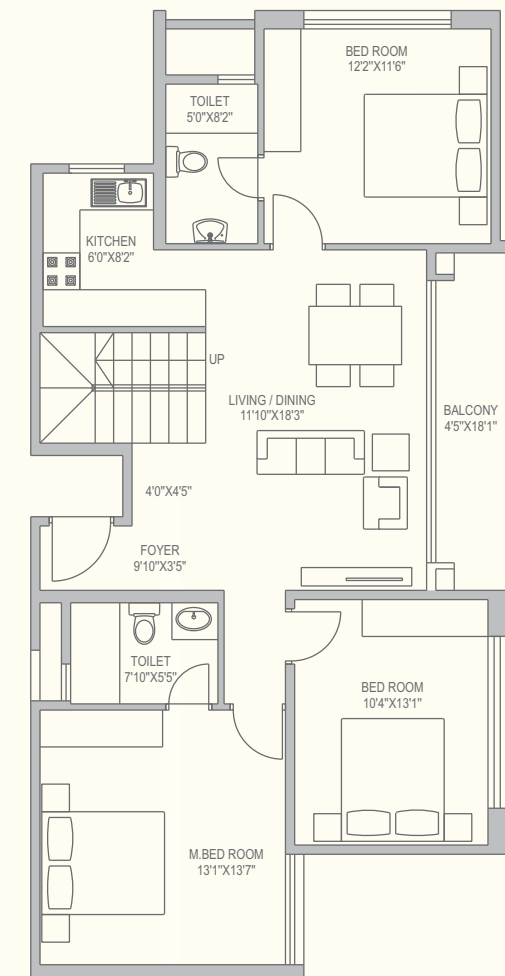 BED ROOM
12'2"X11'6"
TOILET
5'0"X8'2"
KITCHEN
6'0"X8'2"
UP
LIVING / DINING
11'10"X18'3"
BALCONY
4'5"X18'1"
4'0"X4'5"
FOYER
9'10"X3'5"
TOILET
7'10"X5'5"
BED ROOM
10'4"X13'1"
M.BED ROOM
13'1"X13'7"